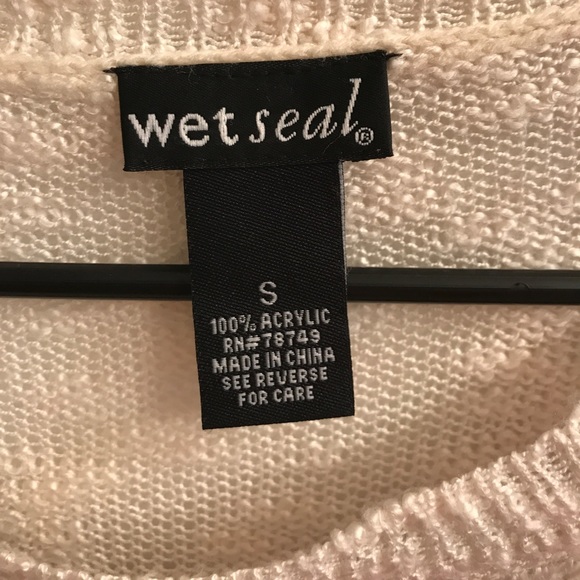 wet seal®
S
100% ACRYLIC
RN#78749
MADE IN CHINA
SEE REVERSE
FOR CARE